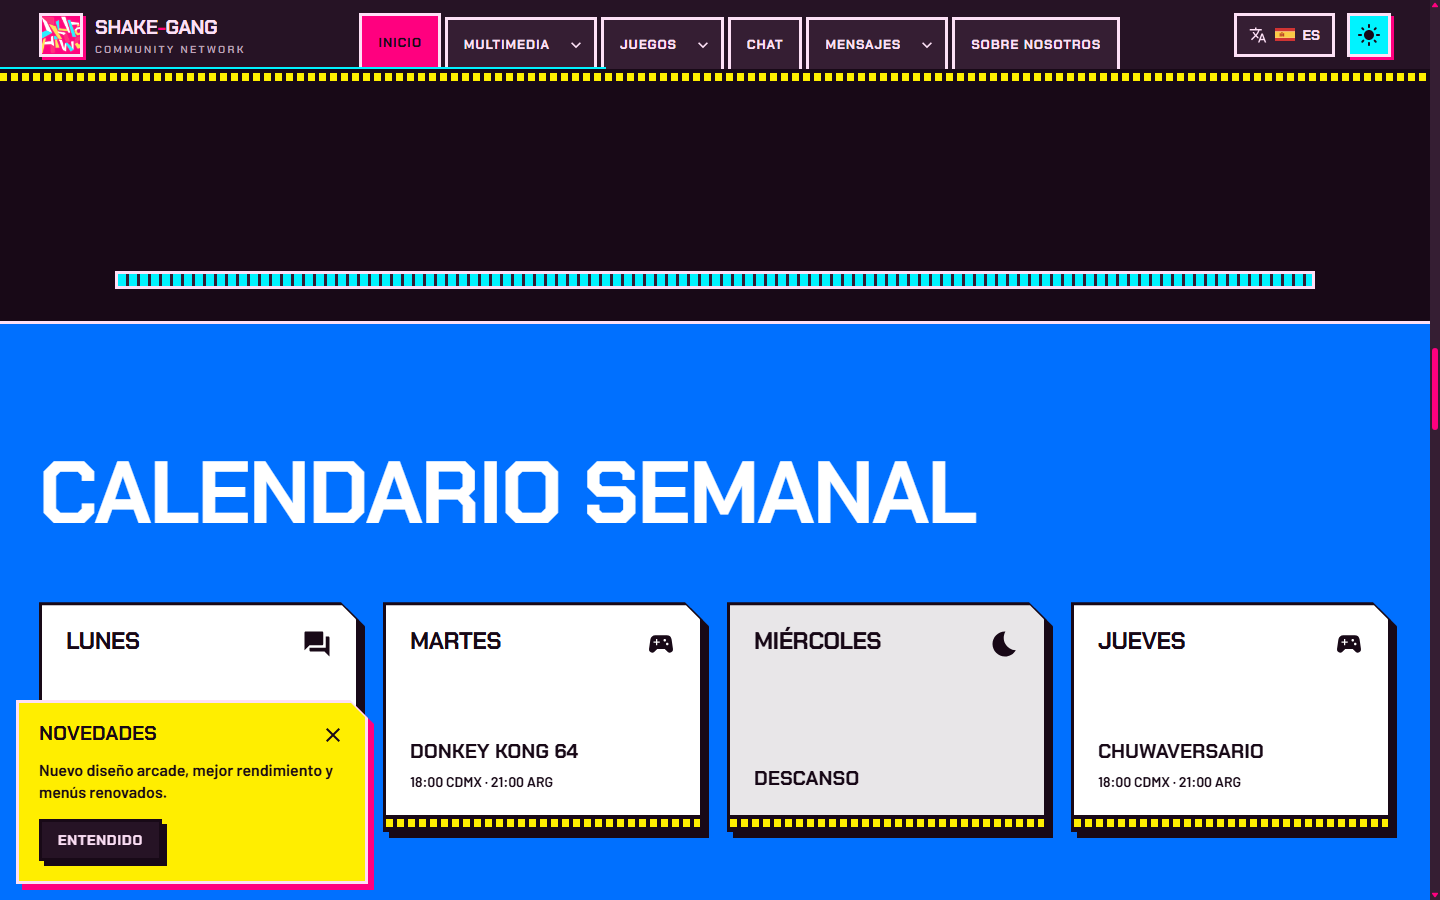 SHAKE-GANG
COMMUNITY NETWORK
INICIO
MULTIMEDIA
JUEGOS
CHAT
MENSAJES
SOBRE NOSOTROS
ES
CALENDARIO SEMANAL
LUNES
MARTES
DONKEY KONG 64
18:00 CDMX · 21:00 ARG
MIÉRCOLES
DESCANSO
JUEVES
CHUWAVERSARIO
18:00 CDMX · 21:00 ARG
NOVEDADES
Nuevo diseño arcade, mejor rendimiento y
menús renovados.
ENTENDIDO